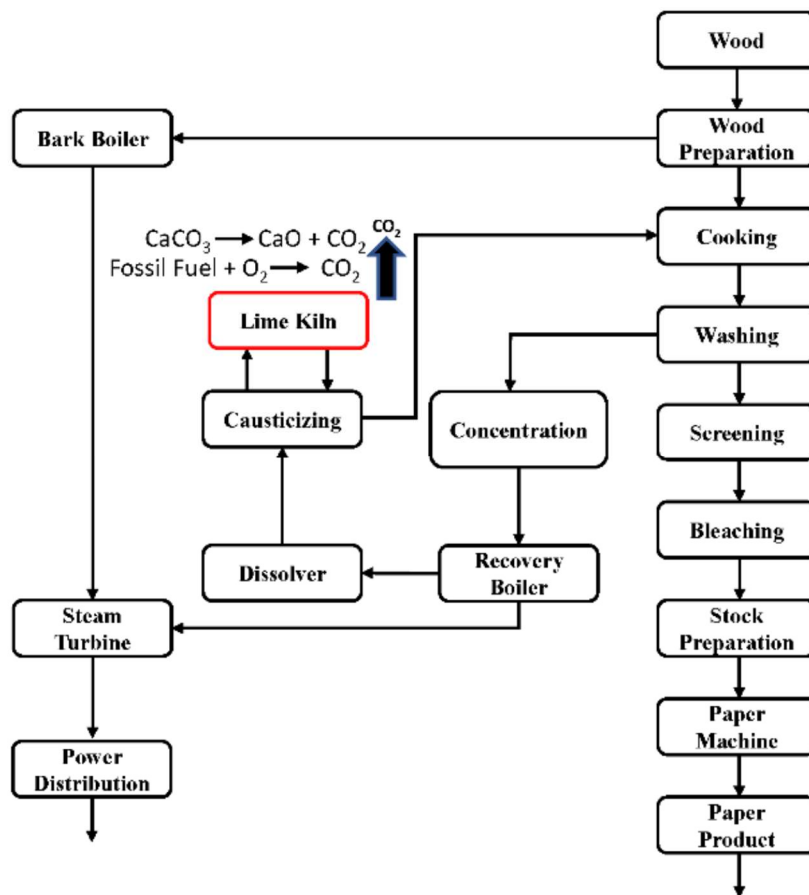 Wood
Bark Boiler
Wood
Preparation
CaCO₃ → CaO + CO₂
CO₂
Fossil Fuel + O₂ → CO₂
Cooking
Lime Kiln
Washing
Causticizing
Concentration
Screening
Bleaching
Dissolver
Recovery
Boiler
Steam
Turbine
Stock
Preparation
Paper
Machine
Power
Distribution
Paper
Product